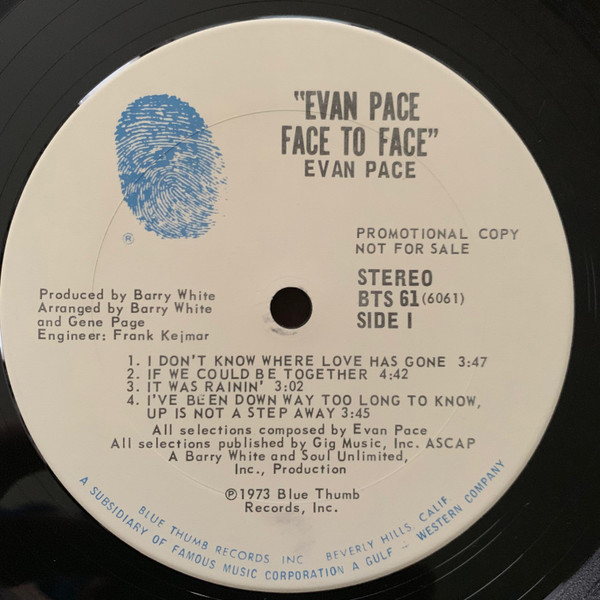 "EVAN PACE
FACE TO FACE"
EVAN PACE
®
PROMOTIONAL COPY
NOT FOR SALE
STEREO
BTS 61 (6061)
SIDE I
Produced by Barry White
Arranged by Barry White
and Gene Page
Engineer: Frank Kejmar
1. I DON'T KNOW WHERE LOVE HAS GONE 3:47
2. IF WE COULD BE TOGETHER 4:42
3. IT WAS RAININ' 3:02
4. I'VE BEEN DOWN WAY TOO LONG TO KNOW,
UP IS NOT A STEP AWAY 3:45
All selections composed by Evan Pace
All selections published by Gig Music, Inc. ASCAP
A Barry White and Soul Unlimited,
Inc., Production
℗1973 Blue Thumb
Records, Inc.
BLUE THUMB RECORDS INC BEVERLY HILLS, CALIF.
A SUBSIDIARY OF FAMOUS MUSIC CORPORATION A GULF - WESTERN COMPANY